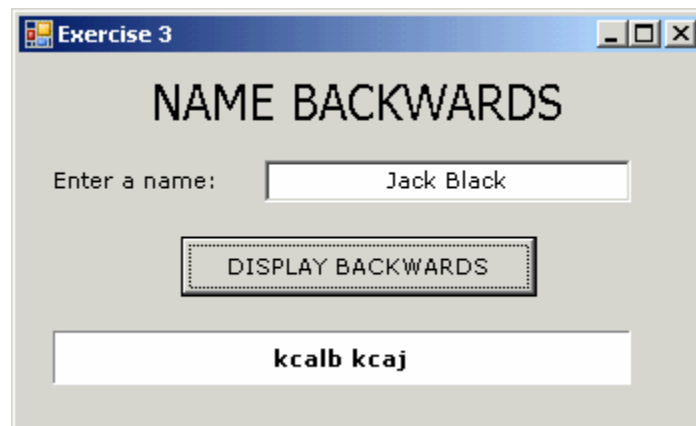 Exercise 3
NAME BACKWARDS
Enter a name: Jack Black
DISPLAY BACKWARDS
kcalb kcaj